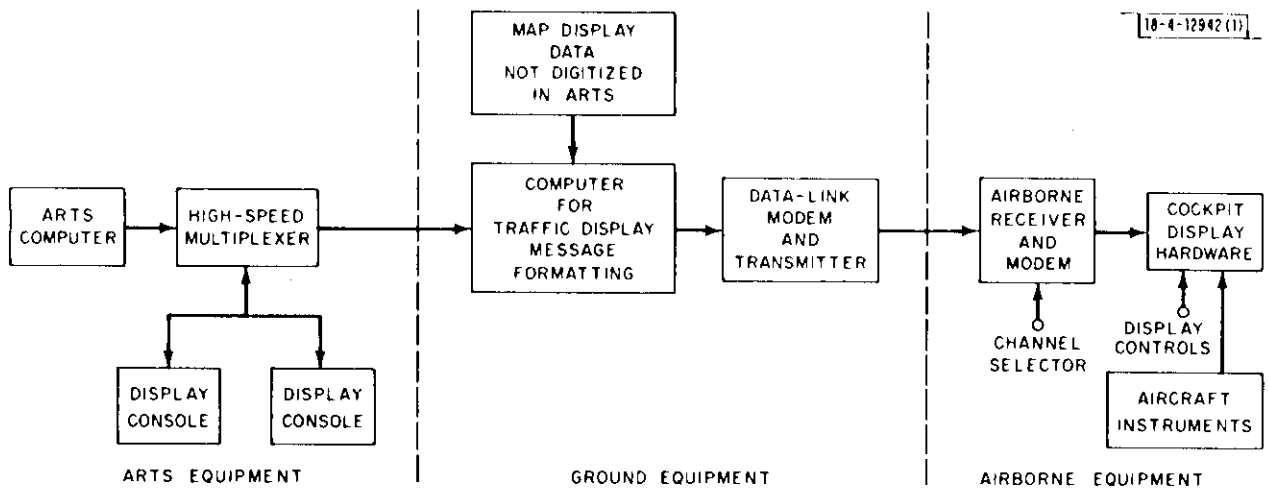 18-4-12942(1)
MAP DISPLAY
DATA
NOT DIGITIZED
IN ARTS
ARTS
COMPUTER
HIGH-SPEED
MULTIPLEXER
COMPUTER
FOR
TRAFFIC DISPLAY
MESSAGE
FORMATTING
DATA-LINK
MODEM
AND
TRANSMITTER
AIRBORNE
RECEIVER
AND
MODEM
COCKPIT
DISPLAY
HARDWARE
CHANNEL
SELECTOR
DISPLAY
CONTROLS
DISPLAY
CONSOLE
DISPLAY
CONSOLE
AIRCRAFT
INSTRUMENTS
ARTS EQUIPMENT
GROUND EQUIPMENT
AIRBORNE EQUIPMENT